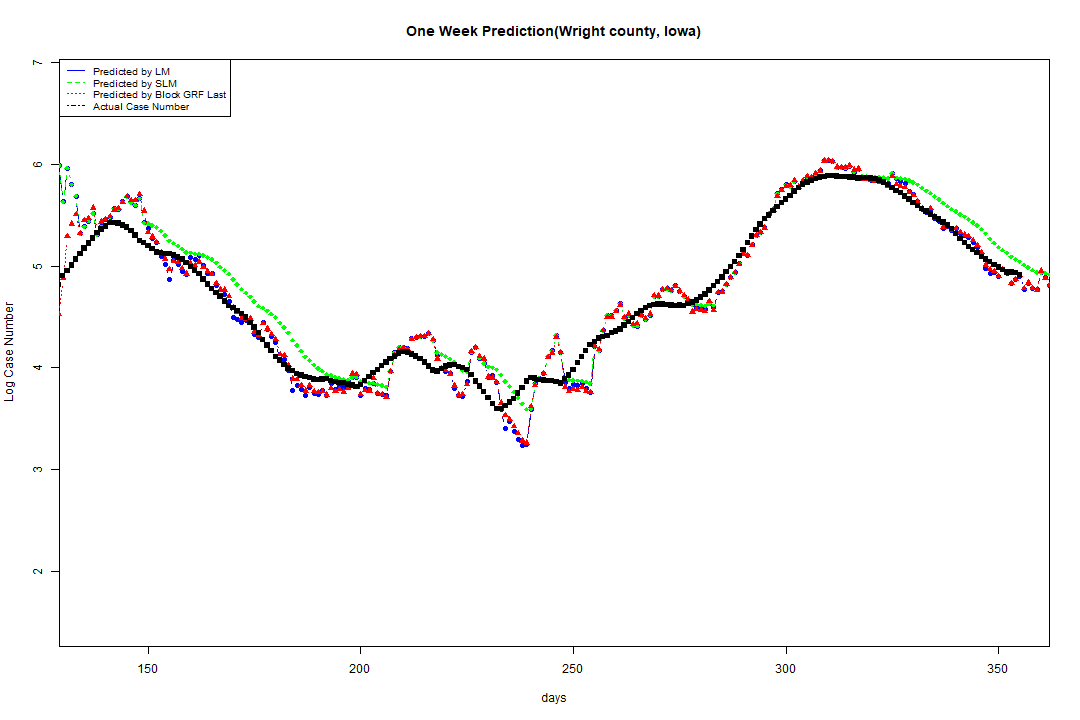 One Week Prediction(Wright county, Iowa)
Predicted by LM
Predicted by SLM
Predicted by Block GRF Last
Actual Case Number
7
6
5
4
3
2
Log Case Number
150 200 250 300 350
days